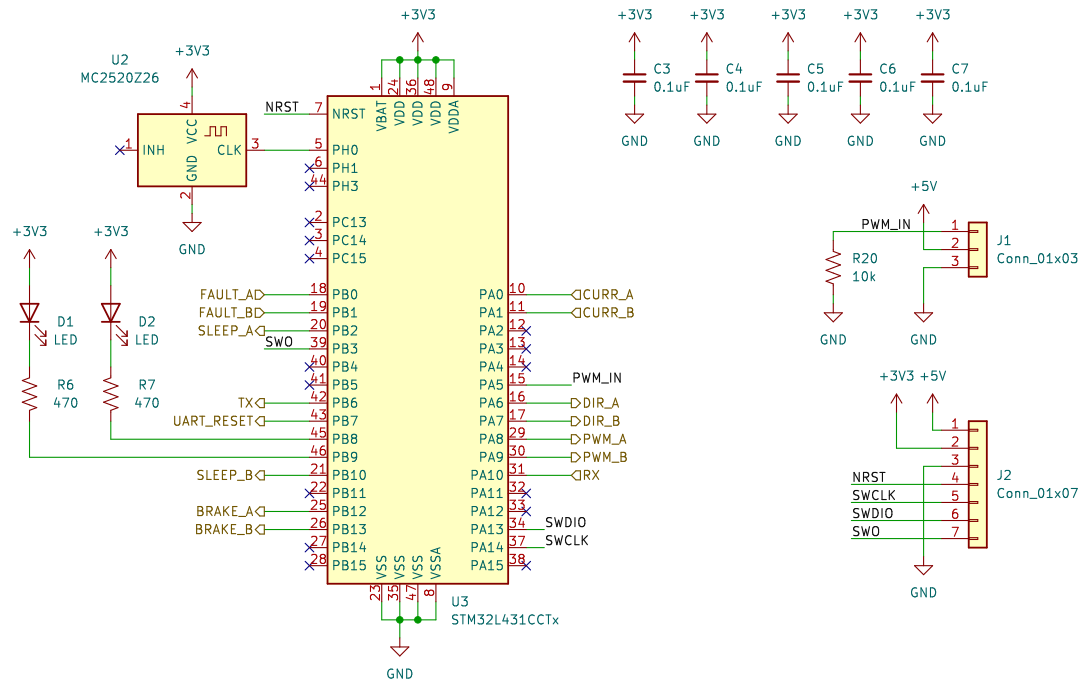 +3V3
U2
MC2520Z26
+3V3
4
VCC
1
INH
CLK
3
GND
2
GND
+3V3
D1
LED
R6
470
+3V3
D2
LED
R7
470
+3V3
1
24
36
48
9
VBAT
VDD
VDD
VDD
VDDA
NRST
7
NRST
5
PH0
6
PH1
44
PH3
2
PC13
3
PC14
4
PC15
FAULT_A
18
PB0
FAULT_B
19
PB1
SLEEP_A
20
PB2
SWO
39
PB3
40
PB4
41
PB5
TX
42
PB6
UART_RESET
43
PB7
45
PB8
46
PB9
SLEEP_B
21
PB10
22
PB11
BRAKE_A
25
PB12
BRAKE_B
26
PB13
27
PB14
28
PB15
PA0
10
CURR_A
PA1
11
CURR_B
PA2
12
PA3
13
PA4
14
PA5
15
PWM_IN
PA6
16
DIR_A
PA7
17
DIR_B
PA8
29
PWM_A
PA9
30
PWM_B
PA10
31
RX
PA11
32
PA12
33
PA13
34
SWDIO
PA14
37
SWCLK
PA15
38
VSS
VSS
VSS
VSSA
23
35
47
8
U3
STM32L431CCTx
GND
+3V3
C3
0.1uF
GND
+3V3
C4
0.1uF
GND
+3V3
C5
0.1uF
GND
+3V3
C6
0.1uF
GND
+3V3
C7
0.1uF
GND
+5V
PWM_IN
1
2
3
J1
Conn_01x03
R20
10k
GND
GND
+3V3
+5V
1
2
3
NRST
4
SWCLK
5
SWDIO
6
SWO
7
J2
Conn_01x07
GND